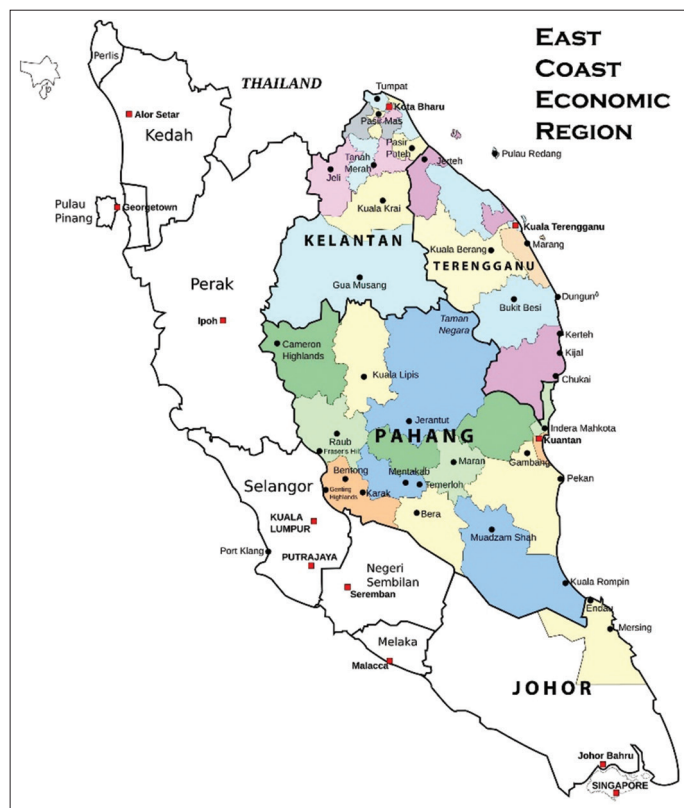 EAST
COAST
ECONOMIC
REGION
Perlis
THAILAND
Tumpat
Kota Bharu
Alor Setar
Kedah
Pasir Mas
Pasir
Puteh
Pulau Redang
Jerteh
Tanah
Merah
Jeli
Kuala Krai
Pulau
Pinang
Georgetown
Kuala Terengganu
KELANTAN
Kuala Berang
Marang
TERENGGANU
Perak
Gua Musang
Bukit Besi
Dungun
Taman
Negara
Ipoh
Cameron
Highlands
Kerteh
Kijal
Kuala Lipis
Chukai
Jerantut
Indera Mahkota
PAHANG
Kuantan
Raub
Fraser's Hill
Gambang
Maran
Bentong
Mentakab
Selangor
Genting
Highlands
Karak
Temerloh
Pekan
Bera
KUALA
LUMPUR
Muadzam Shah
Port Klang
PUTRAJAYA
Negeri
Sembilan
Kuala Rompin
Seremban
Endau
Mersing
Melaka
Malacca
JOHOR
Johor Bahru
SINGAPORE